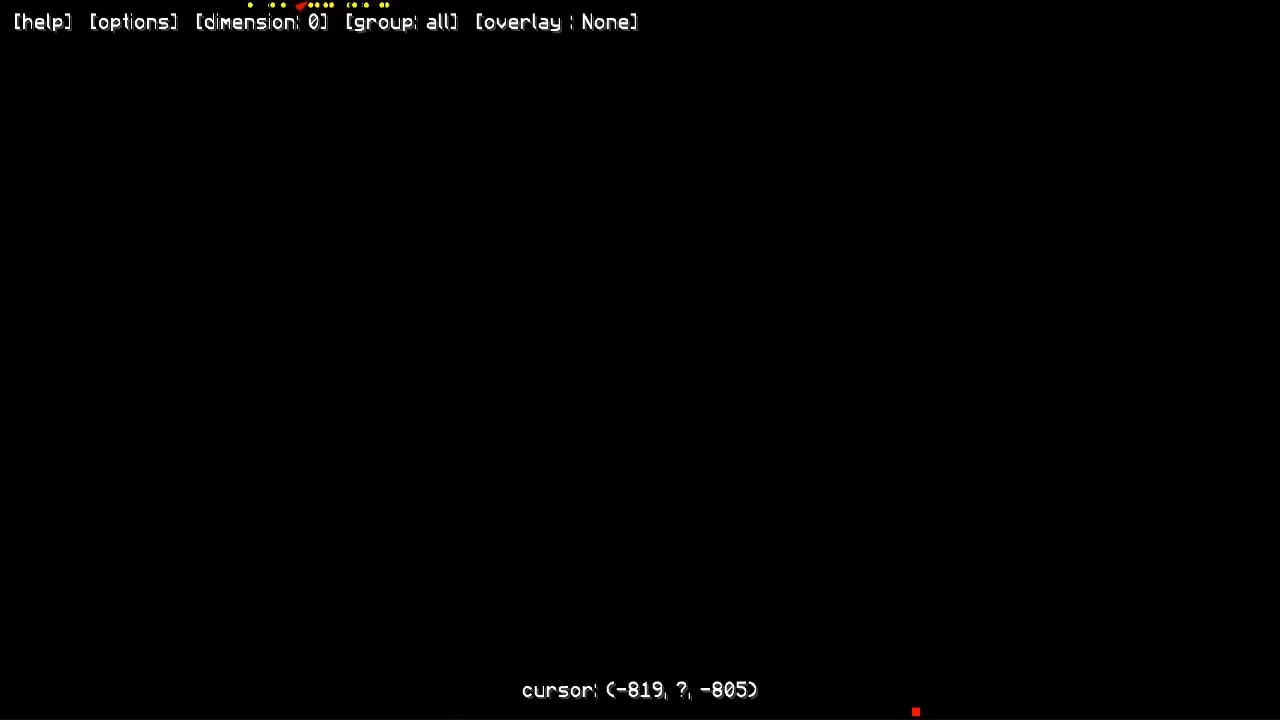 [help] [options] [dimension: 0] [group: all] [overlay : None]
cursor: (-819, ?, -805)